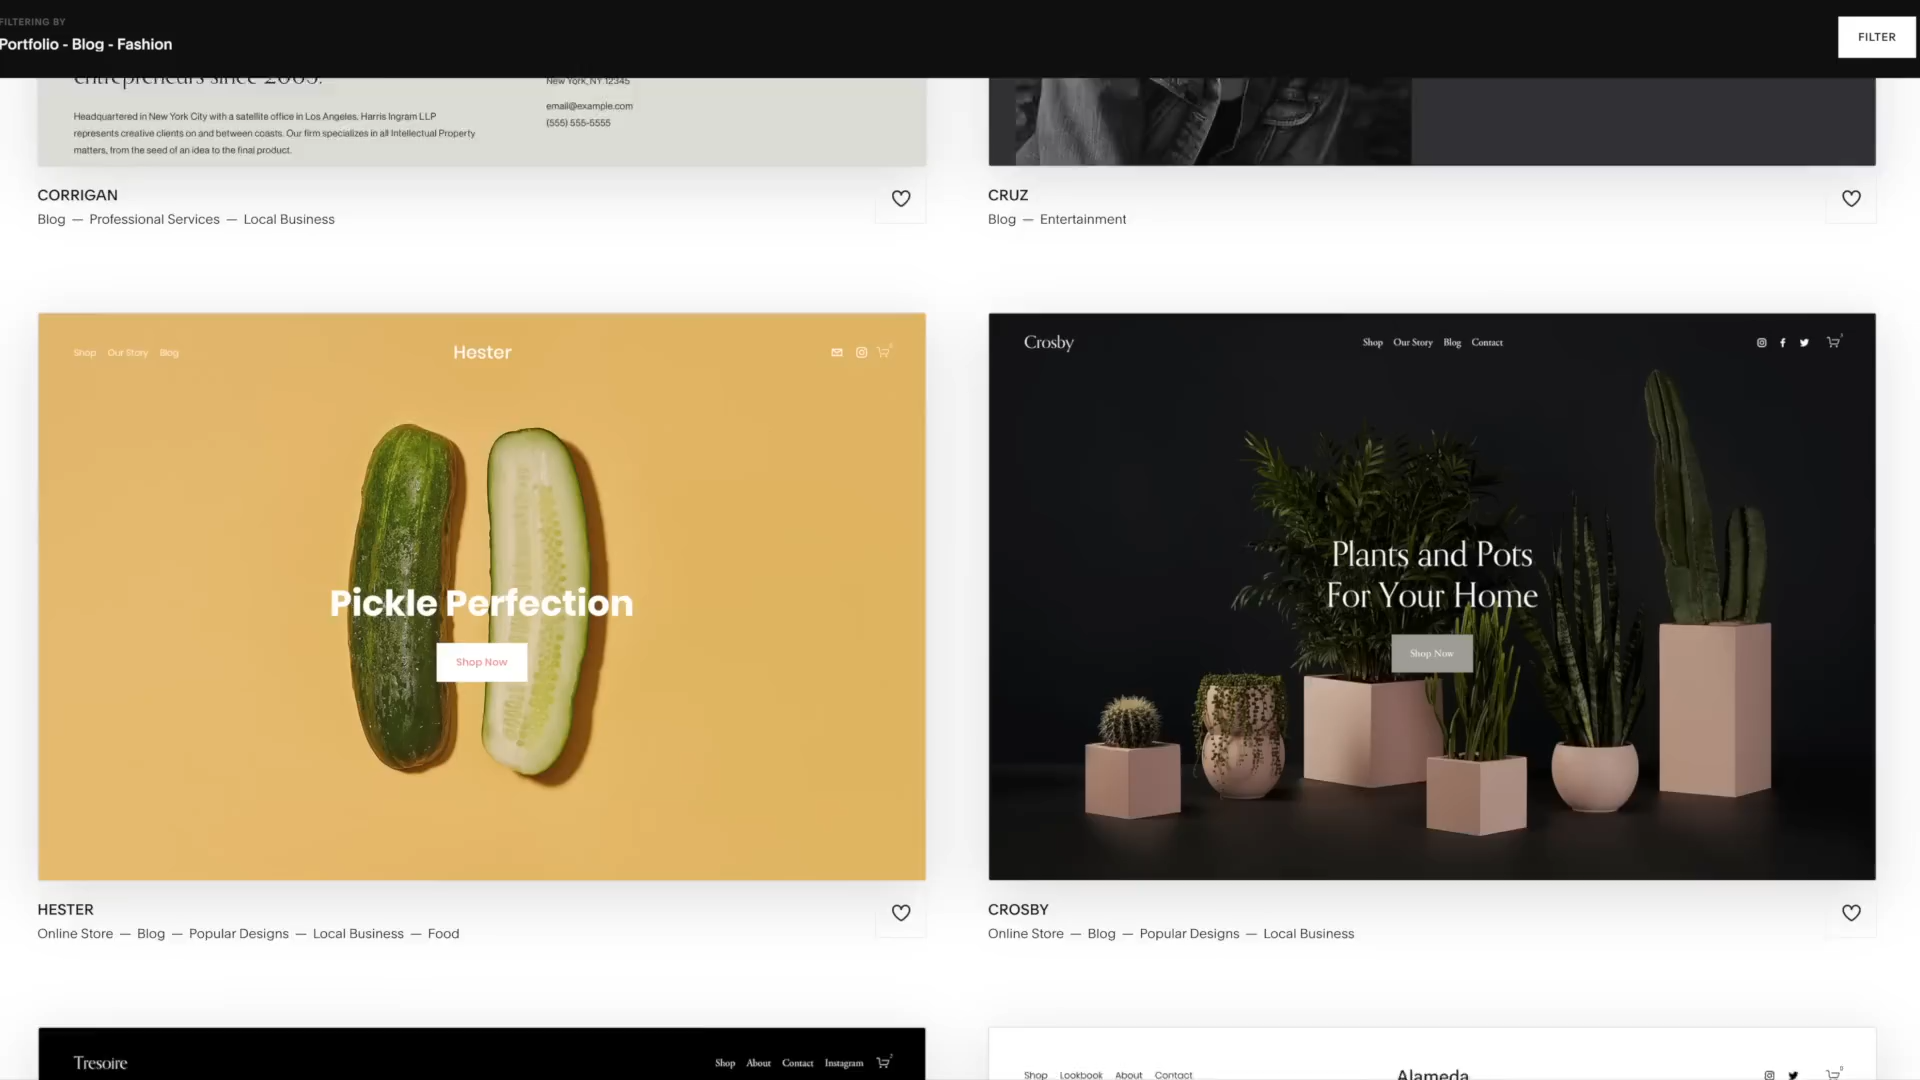 FILTERING BY
Portfolio - Blog - Fashion
FILTER
entrepreneurs since 2005.
Headquartered in New York City with a satellite office in Los Angeles. Harris Ingram LLP
represents creative clients on and between coasts. Our firm specializes in all Intellectual Property
matters, from the seed of an idea to the final product.
New York, NY 12345
email@example.com
(555) 555-5555
CORRIGAN
Blog — Professional Services — Local Business
CRUZ
Blog — Entertainment
Shop Our Story Blog
Hester
Pickle Perfection
Shop Now
Crosby
Shop Our Story Blog Contact
Plants and Pots
For Your Home
Shop Now
HESTER
Online Store — Blog — Popular Designs — Local Business — Food
CROSBY
Online Store — Blog — Popular Designs — Local Business
Tresoire
Shop About Contact Instagram
Shop Lookbook About Contact
Alameda